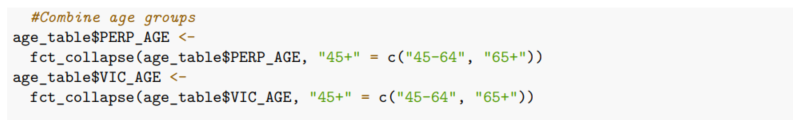 #Combine age groups
age_table$PERP_AGE <-
fct_collapse(age_table$PERP_AGE, "45+" = c("45-64", "65+"))
age_table$VIC_AGE <-
fct_collapse(age_table$VIC_AGE, "45+" = c("45-64", "65+"))